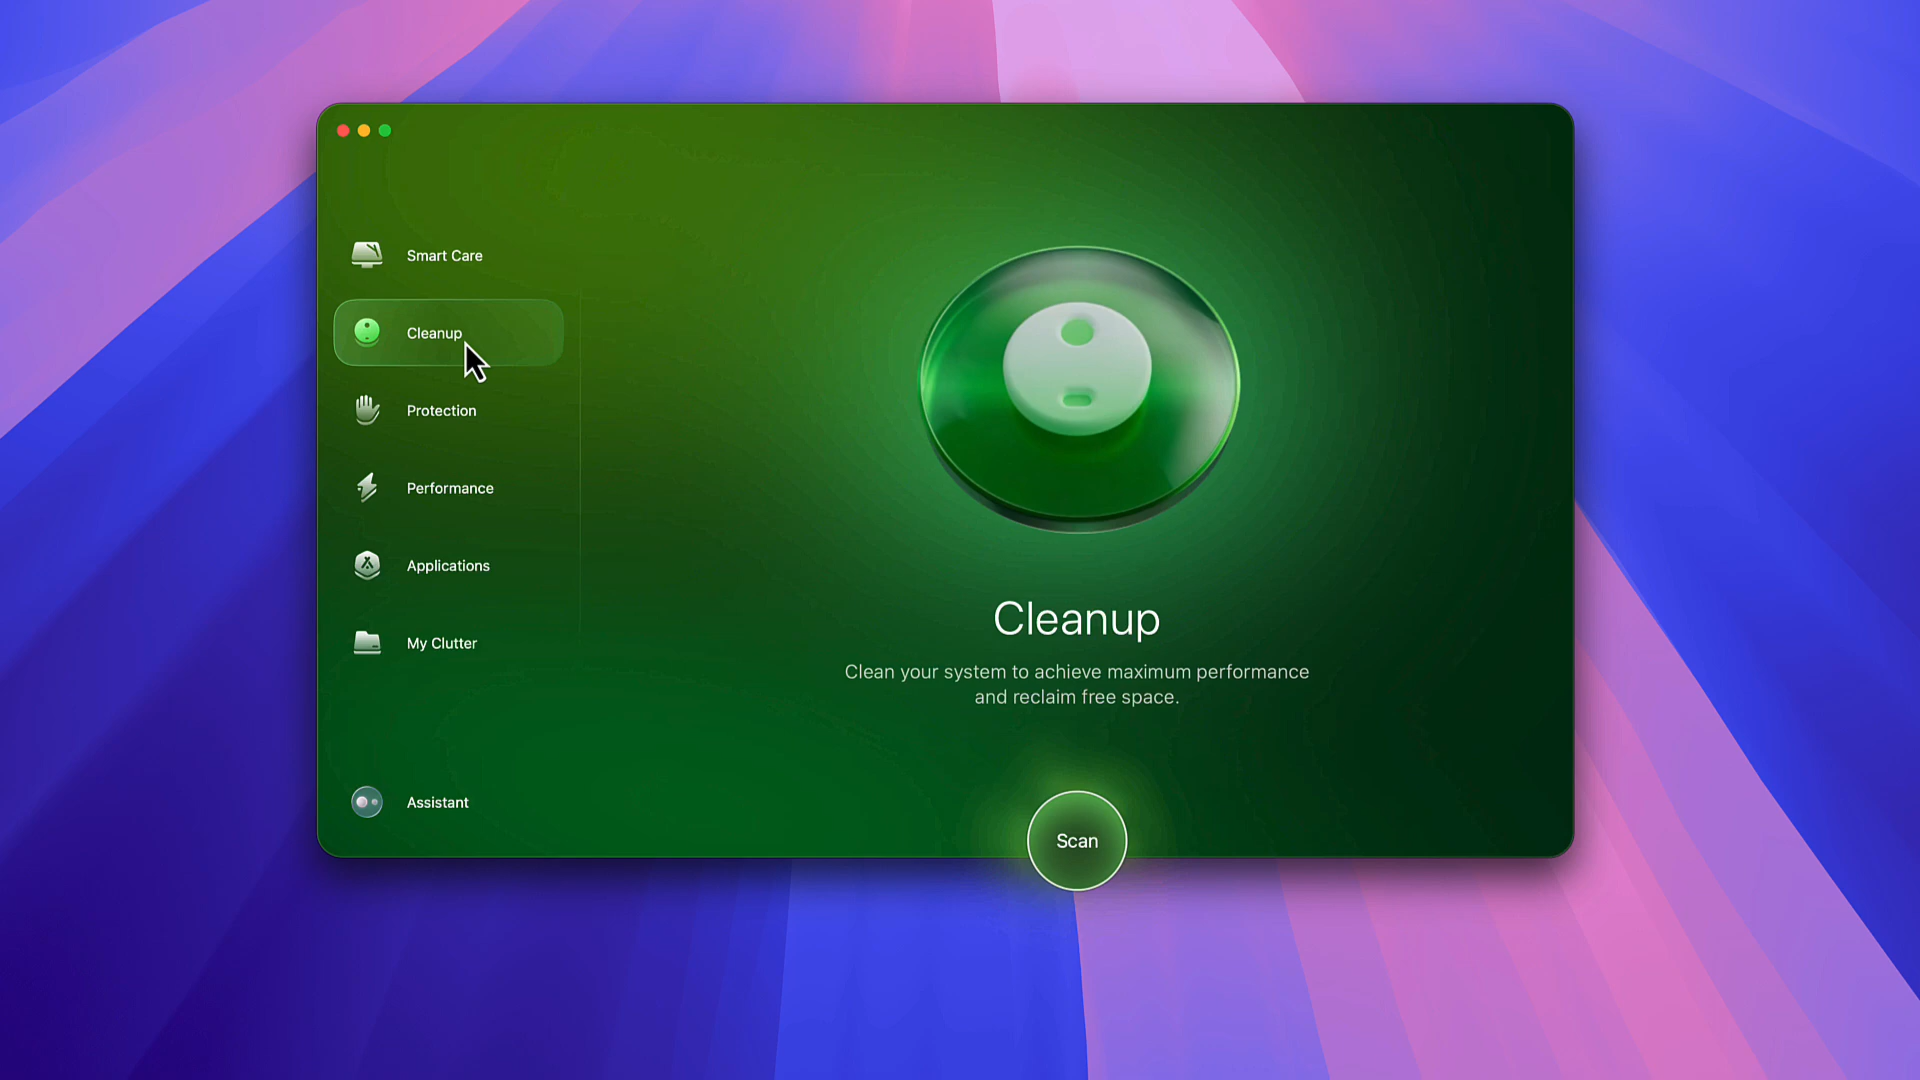 Smart Care
Cleanup
Protection
Performance
Applications
My Clutter
Assistant
Cleanup
Clean your system to achieve maximum performance
and reclaim free space.
Scan